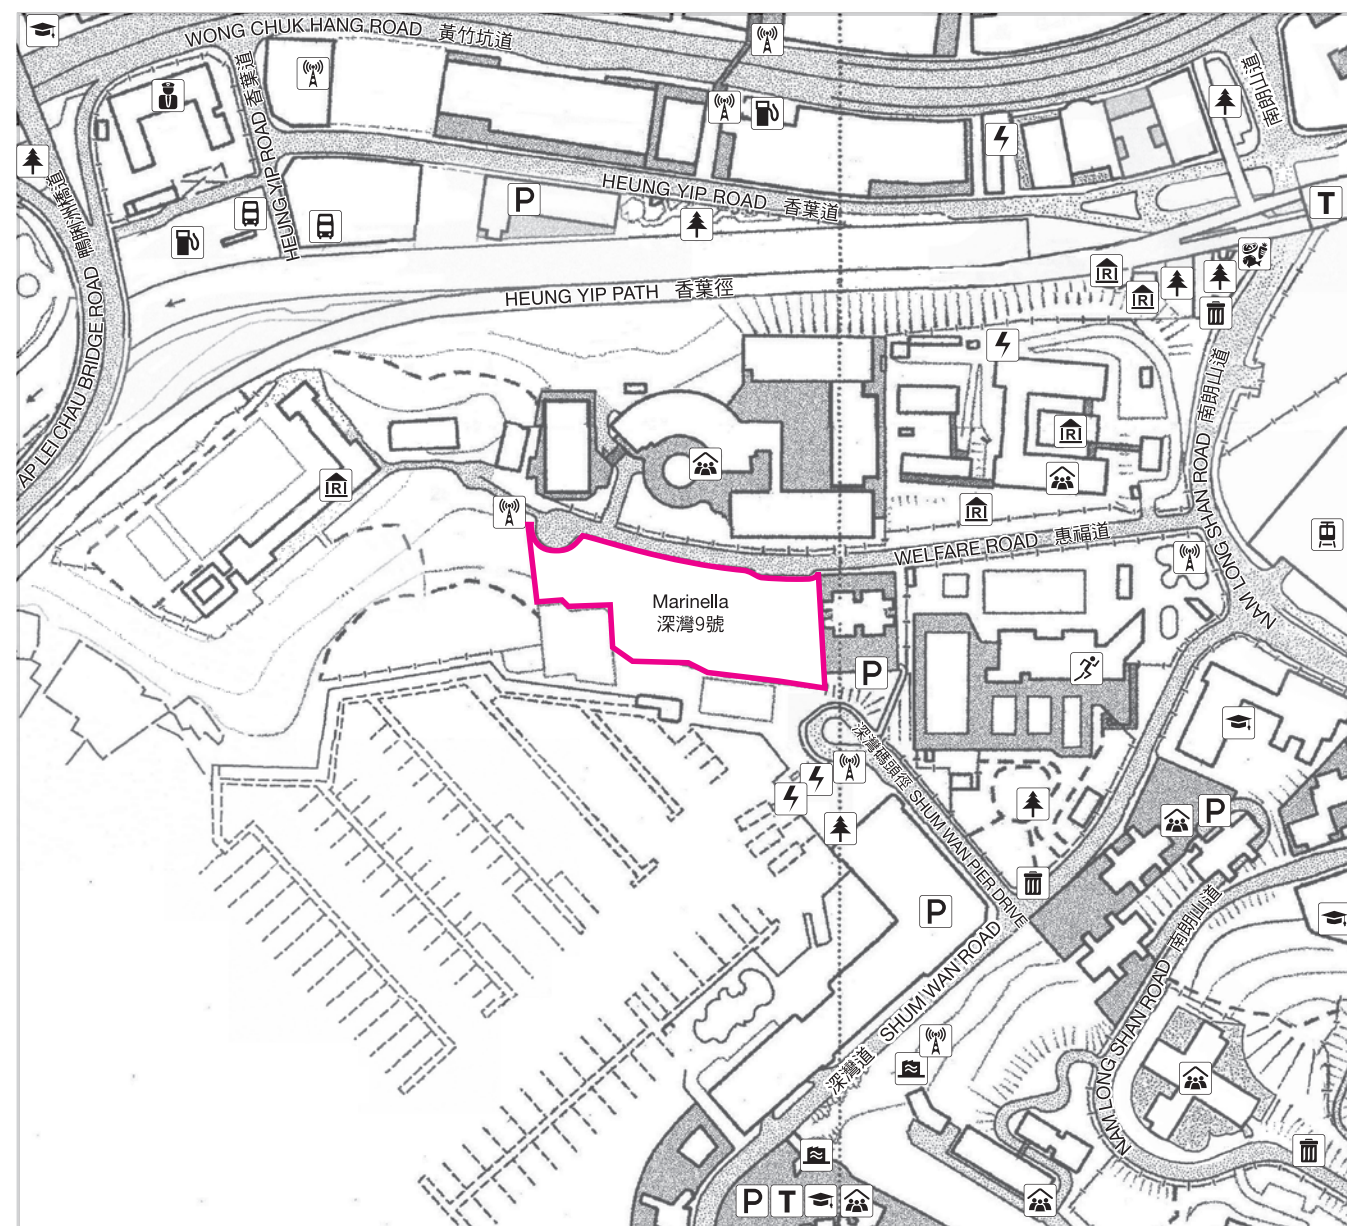 WONG CHUK HANG ROAD 黃竹坑道
HEUNG YIP ROAD 香葉道
南朗山道
鴨脷洲橋道
AP LEI CHAU BRIDGE ROAD
HEUNG YIP ROAD 香葉道
P
T
HEUNG YIP PATH 香葉徑
NAM LONG SHAN ROAD 南朗山道
WELFARE ROAD 惠福道
NAM LONG SHAN ROAD
Marinella
深灣9號
P
深灣碼頭徑 SHUM WAN PIER DRIVE
P
P
深灣道 SHUM WAN ROAD
NAM LONG SHAN ROAD 南朗山道
P T